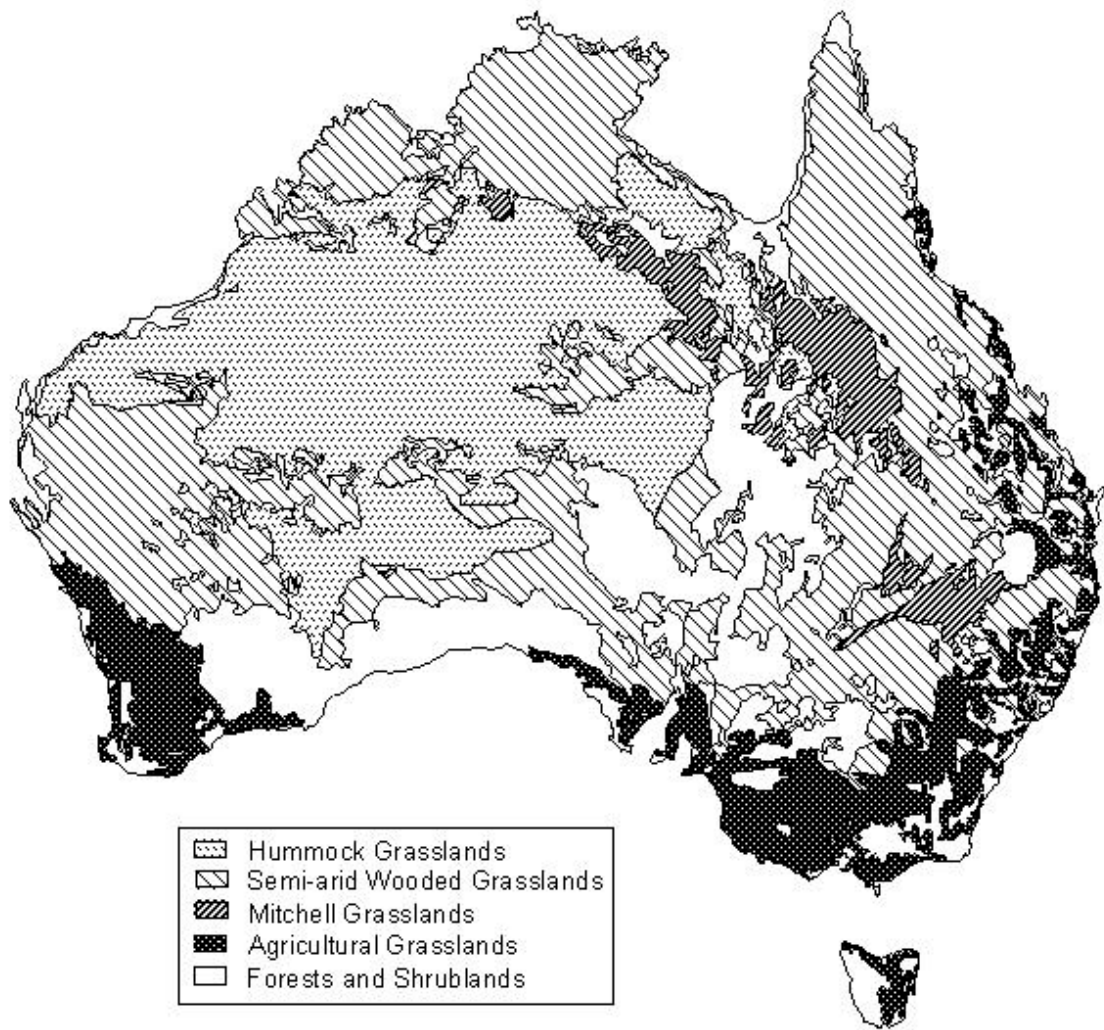 Hummock Grasslands
Semi-arid Wooded Grasslands
Mitchell Grasslands
Agricultural Grasslands
Forests and Shrublands